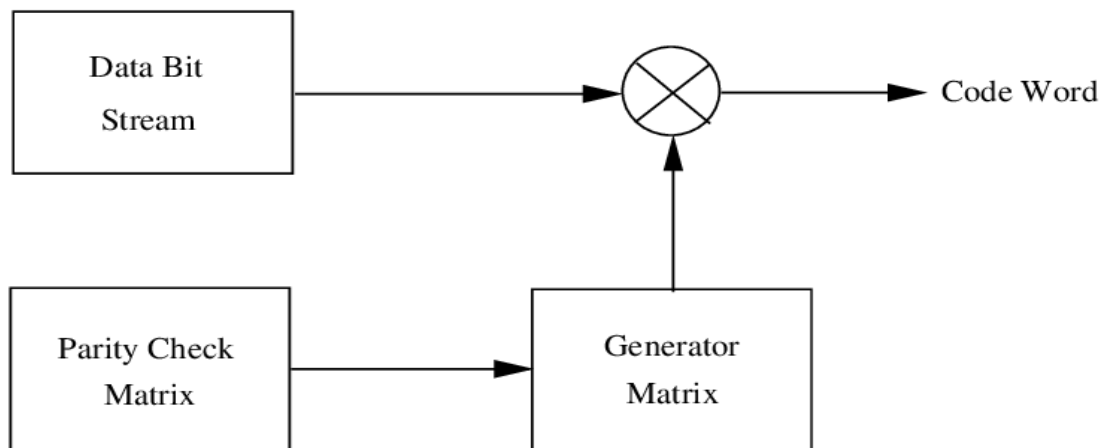 Data Bit
Stream
Code Word
Parity Check
Matrix
Generator
Matrix